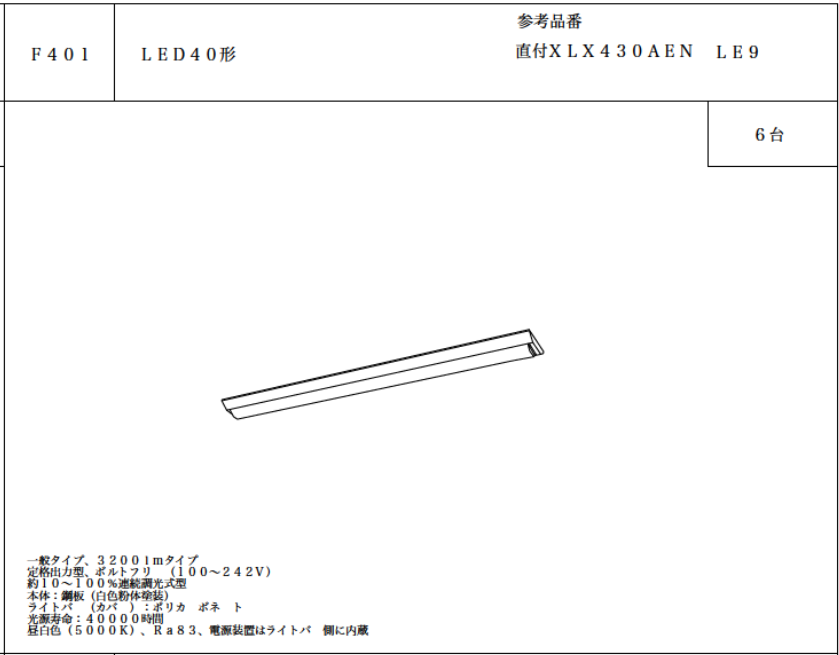 F401
LED40形
参考品番
直付XLX430AEN LE9
6台
一般タイプ、3200lmタイプ
定格出力型、ボルトフリ （100～242V）
約10～100%連続調光式型
本体：鋼板（白色粉体塗装）
ライトバ （カバ ）：ポリカ ボネ ト
光源寿命：40000時間
昼白色（5000K）、Ra83、電源装置はライトバ 側に内蔵